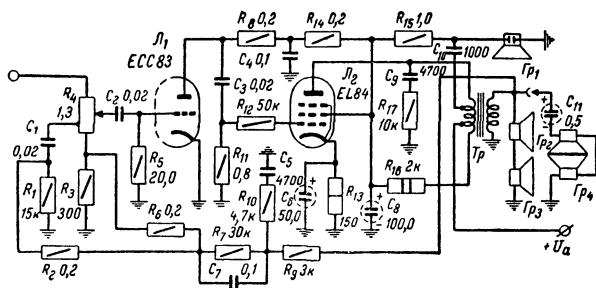 R₈ 0,2
R₁₄ 0,2
R₁₅ 1,0
Л₁
ECC83
C₄ 0,1
C₁₀
1000
Гр₁
Л₂
EL84
C₉
4700
R₄
1,3
C₂ 0,02
C₃ 0,02
R₁₂ 50к
R₁₇
10к
C₁₁
0,5
C₁
0,02
Тр
Гр₂
R₅
20,0
R₁₁
0,8
C₅
4700
R₁₆ 2к
R₁
15к
R₃
300
R₁₀
4,7к
C₆
50,0
R₁₃
150
C₈
100,0
Гр₃
Гр₄
R₆ 0,2
+Uа
R₂ 0,2
R₇ 30к
C₇
0,1
R₉ 3к